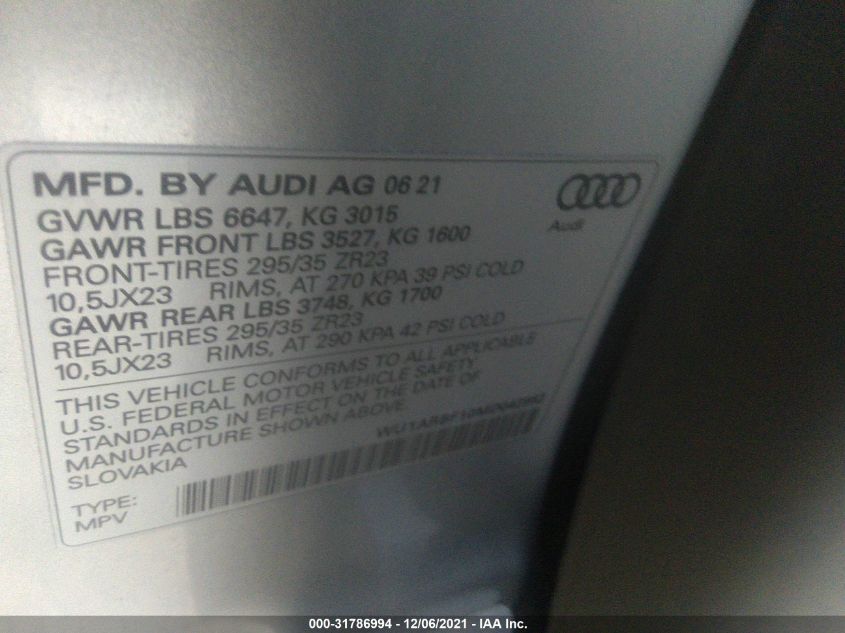 MFD. BY AUDI AG 06 21
GVWR LBS 6647, KG 3015
GAWR FRONT LBS 3527, KG 1600
FRONT-TIRES 295/35 ZR23
10,5JX23 RIMS, AT 270 KPA 39 PSI COLD
GAWR REAR LBS 3748, KG 1700
REAR-TIRES 295/35 ZR23
10,5JX23 RIMS, AT 290 KPA 42 PSI COLD
Audi
THIS VEHICLE CONFORMS TO ALL APPLICABLE
U.S. FEDERAL MOTOR VEHICLE SAFETY
STANDARDS IN EFFECT ON THE DATE OF
MANUFACTURE SHOWN ABOVE
SLOVAKIA
TYPE:
MPV
000-31786994 - 12/06/2021 - IAA Inc.